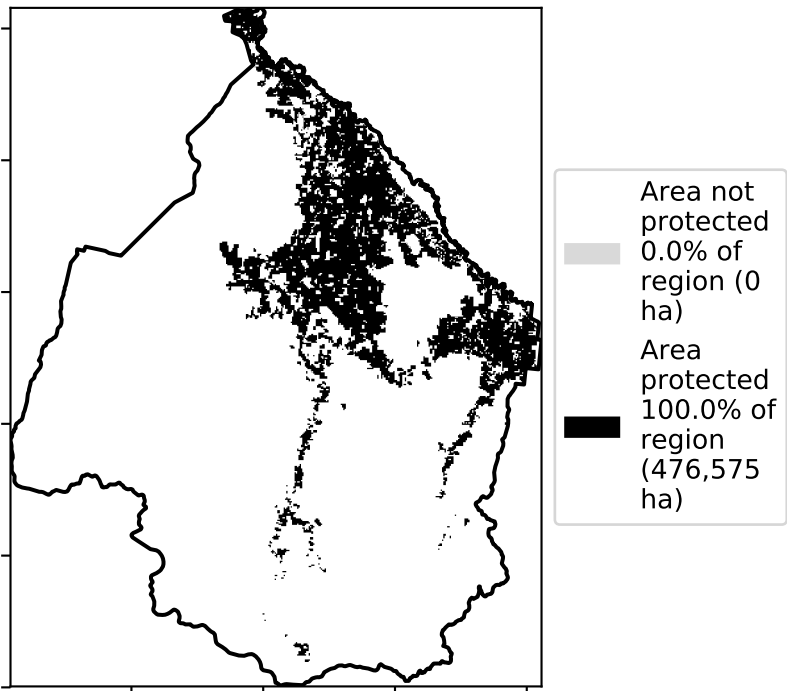 Area not
protected
0.0% of
region (0
ha)
Area
protected
100.0% of
region
(476,575
ha)